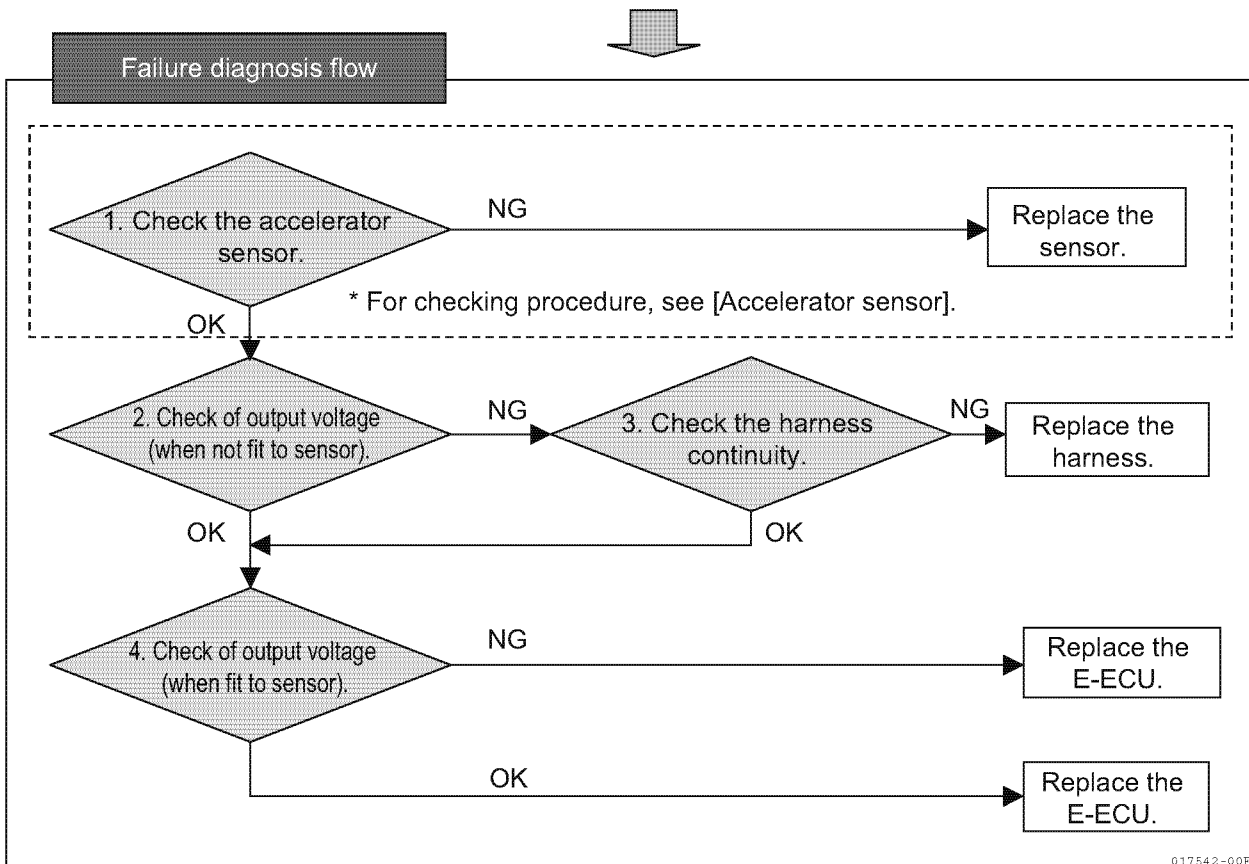 Failure diagnosis flow
1. Check the accelerator
sensor.
NG
Replace the
sensor.
* For checking procedure, see [Accelerator sensor].
OK
2. Check of output voltage
(when not fit to sensor).
NG
3. Check the harness
continuity.
NG
Replace the
harness.
OK
OK
4. Check of output voltage
(when fit to sensor).
NG
Replace the
E-ECU.
OK
Replace the
E-ECU.